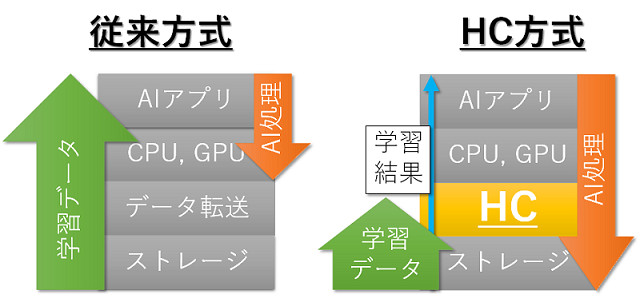 従来方式
AIアプリ
CPU, GPU
データ転送
ストレージ
学習データ
AI処理
HC方式
AIアプリ
CPU, GPU
HC
ストレージ
学習
結果
学習
データ
AI処理